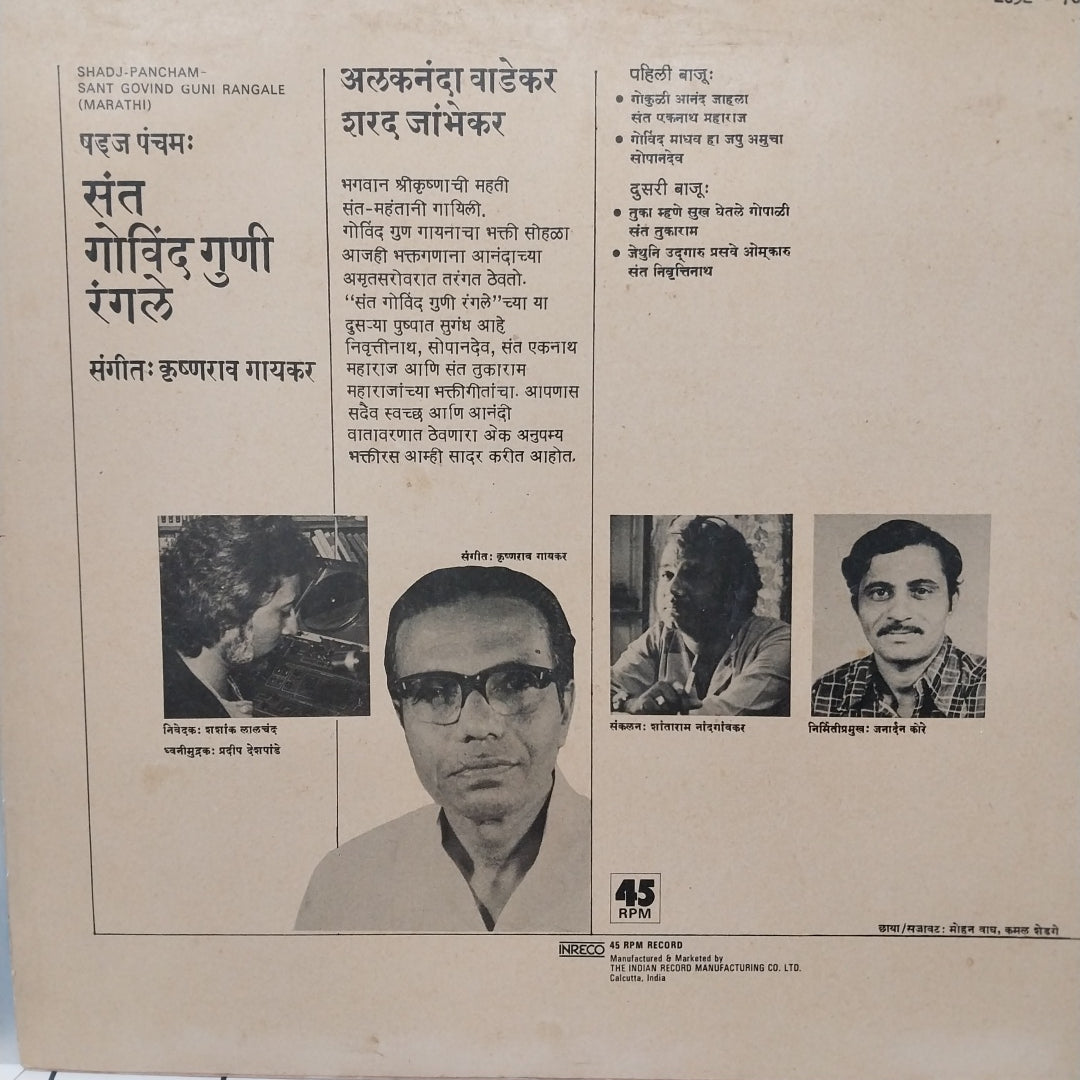 SHADJ-PANCHAM-
SANT GOVIND GUNI RANGALE
(MARATHI)
षड्ज पंचमः
संत
गोविंद गुणी
रंगले
संगीतः कृष्णराव गायकर
अलकनंदा वाडेकर
शरद जांभेकर
भगवान श्रीकृष्णाची महती
संत-महंतानी गायिली.
गोविंद गुण गायनाचा भक्ती सोहळा
आजही भक्तगणाना आनंदाच्या
अमृतसरोवरात तरंगत ठेवतो.
“संत गोविंद गुणी रंगले”च्या या
दुसऱ्या पुष्पात सुगंध आहे
निवृत्तीनाथ, सोपानदेव, संत एकनाथ
महाराज आणि संत तुकाराम
महाराजांच्या भक्तीगीतांचा. आपणास
सदैव स्वच्छ आणि आनंदी
वातावरणात ठेवणारा अेक अनुपम्य
भक्तीरस आम्ही सादर करीत आहोत.
पहिली बाजूः
• गोकुळी आनंद जाहला
संत एकनाथ महाराज
• गोविंद माधव हा जपु अमुचा
सोपानदेव
दुसरी बाजूः
• तुका म्हणे सुख घेतले गोपाळी
संत तुकाराम
• जेथुनि उद्‌गारु प्रसवे ओम्‌कारु
संत निवृत्तिनाथ
संगीतः कृष्णराव गायकर
निवेदकः शशांक लालचंद
ध्वनीमुद्रकः प्रदीप देशपांडे
संकलनः शांताराम नांदगांवकर
निर्मितीप्रमुखः जनार्दन कोरे
45
RPM
छाया/सजावटः मोहन वाघ, कमल शेडगे
INRECO 45 RPM RECORD
Manufactured & Marketed by
THE INDIAN RECORD MANUFACTURING CO. LTD.
Calcutta, India